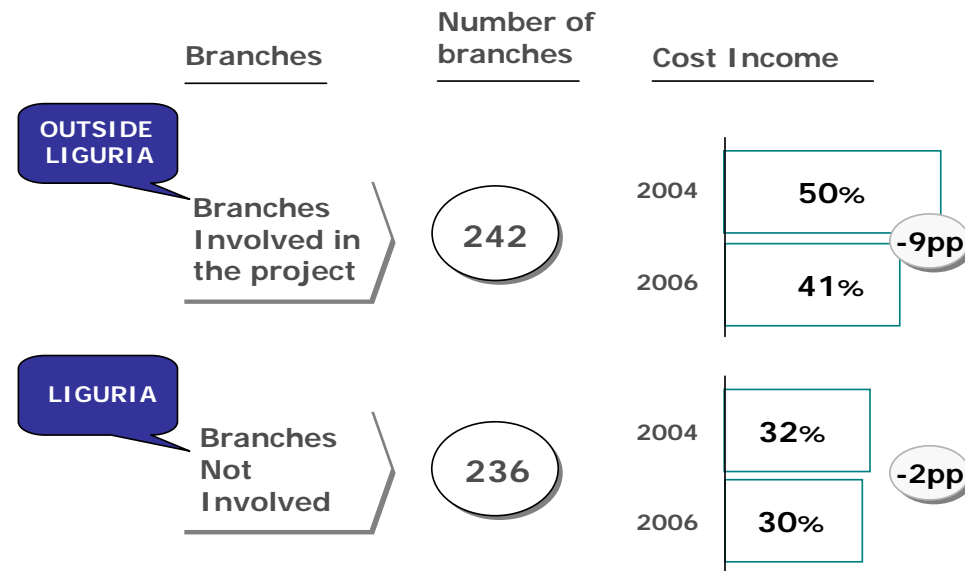 Branches
Number of
branches
Cost Income
OUTSIDE
LIGURIA
Branches
Involved in
the project
242
2004
50%
2006
41%
-9pp
LIGURIA
Branches
Not
Involved
236
2004
32%
2006
30%
-2pp